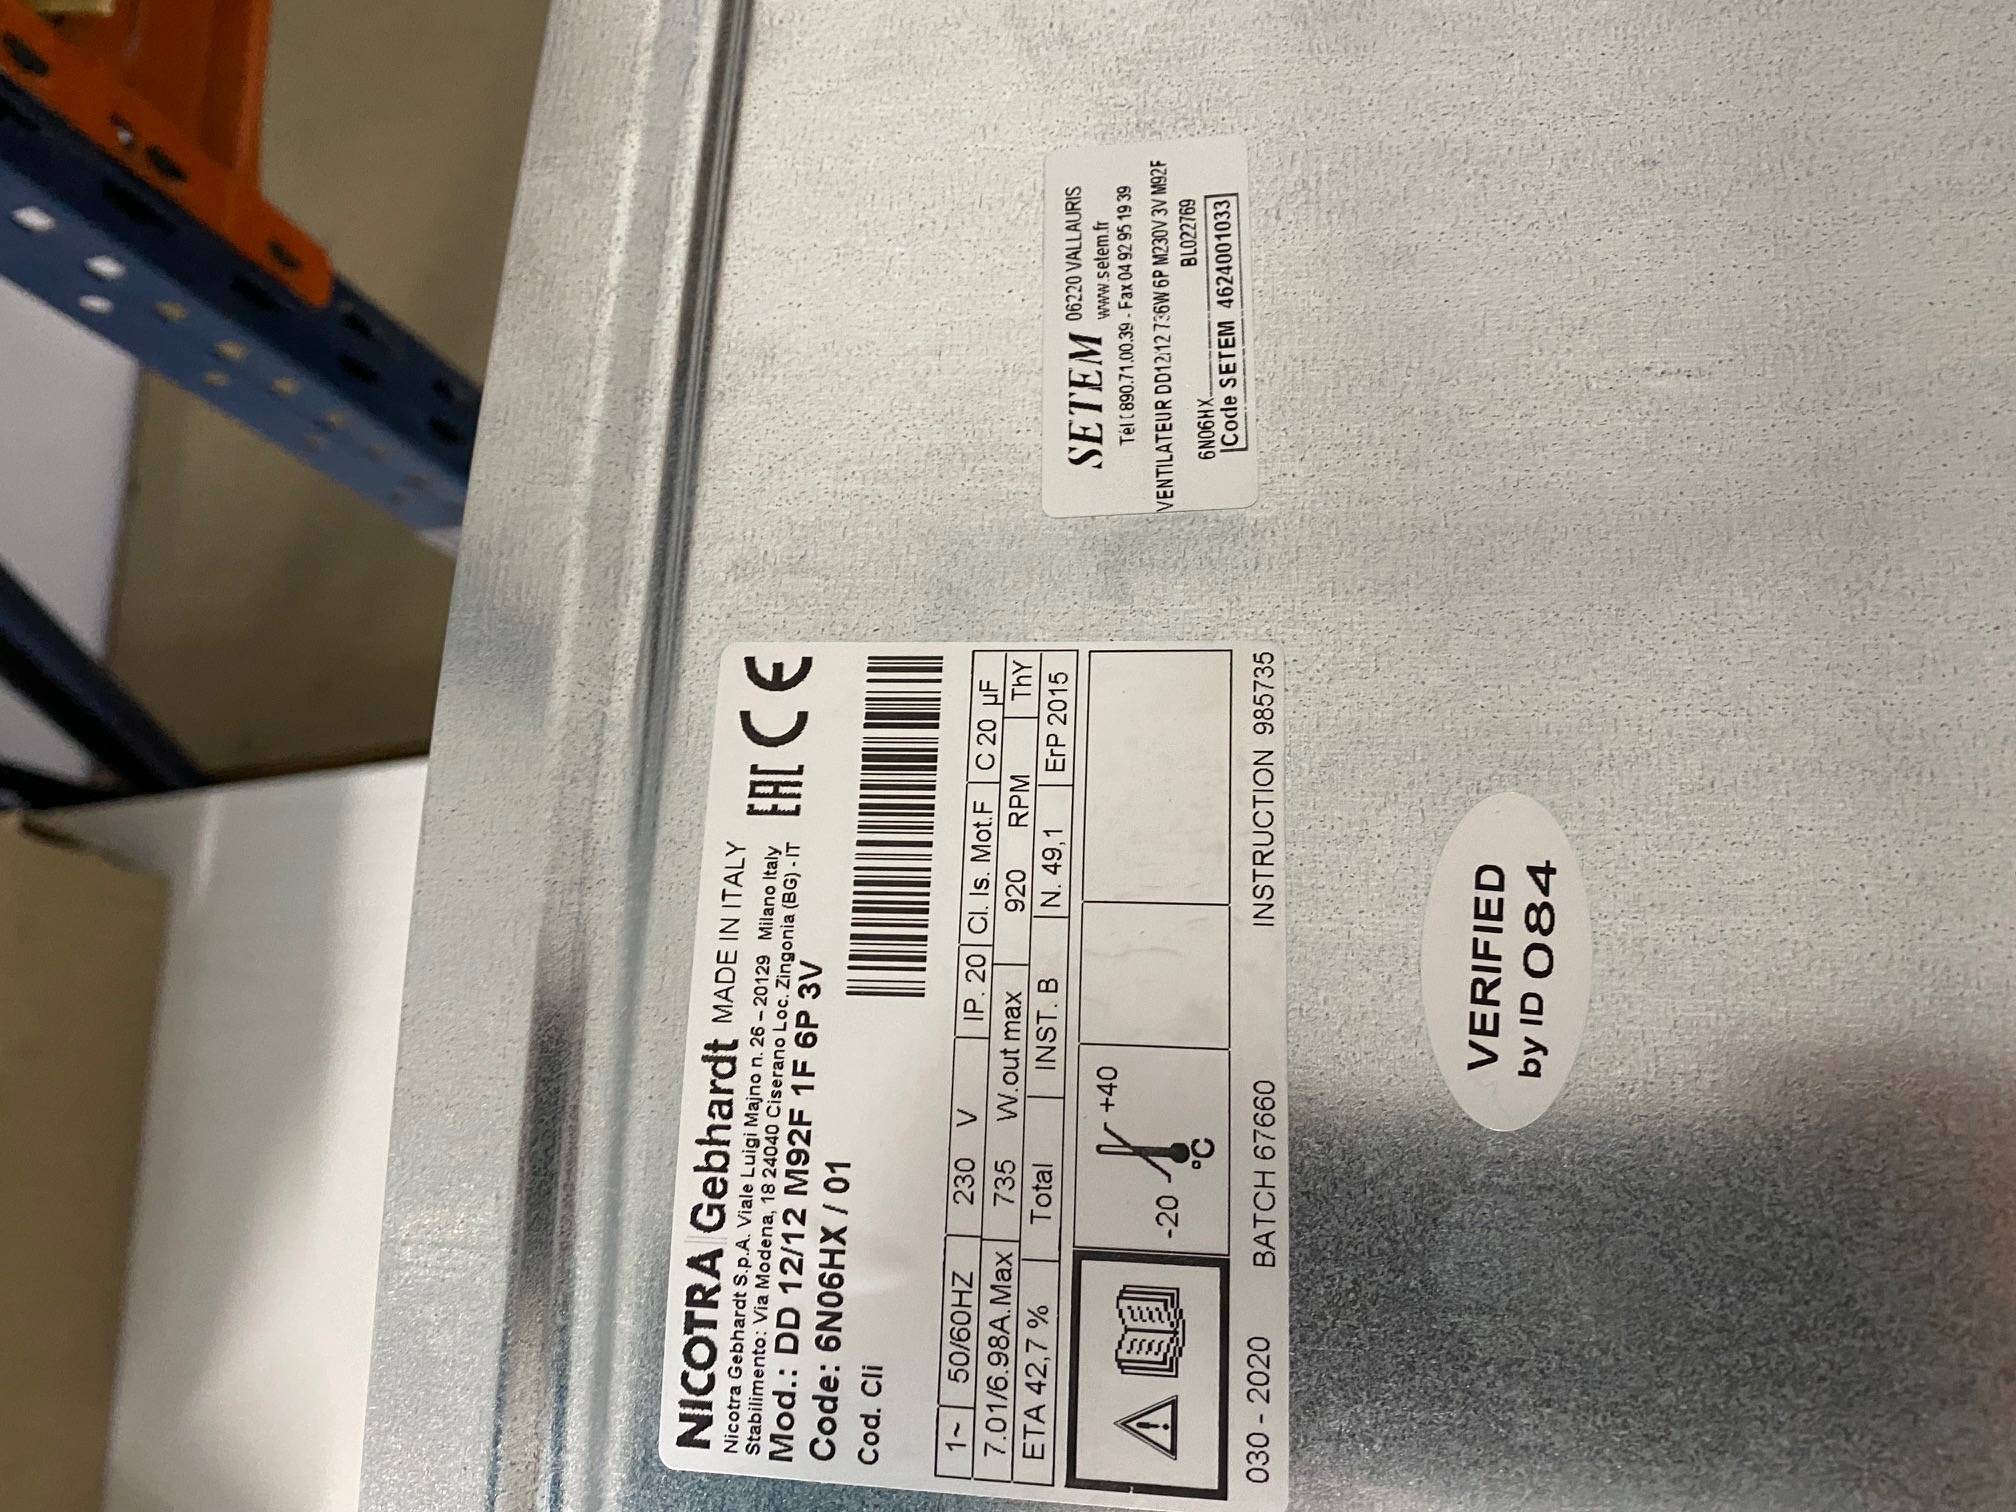 NICOTRA Gebhardt MADE IN ITALY
Nicotra Gebhardt S.p.A. Viale Luigi Majno n. 26 – 20129 Milano Italy
Stabilimento: Via Modena, 18 24040 Ciserano Loc. Zingonia (BG) - IT
EAC CE
Mod.: DD 12/12 M92F 1F 6P 3V
Code: 6N06HX / 01
Cod. Cli
1~ 50/60HZ 230 V IP. 20 Cl. Is. Mot.F C 20 µF
7.01/6.98A.Max 735 W.out max 920 RPM ThY
ETA 42,7 % Total INST. B N. 49,1 ErP 2015
-20 +40
°C
030 - 2020 BATCH 67660 INSTRUCTION 985735
SETEM 06220 VALLAURIS
www.setem.fr
Tél : 890.71.00.39 - Fax 04 92 95 19 39
VENTILATEUR DD12/12 736W 6P M230V 3V M92F
BL022769
6N06HX
Code SETEM 4624001033
VERIFIED
by ID 084